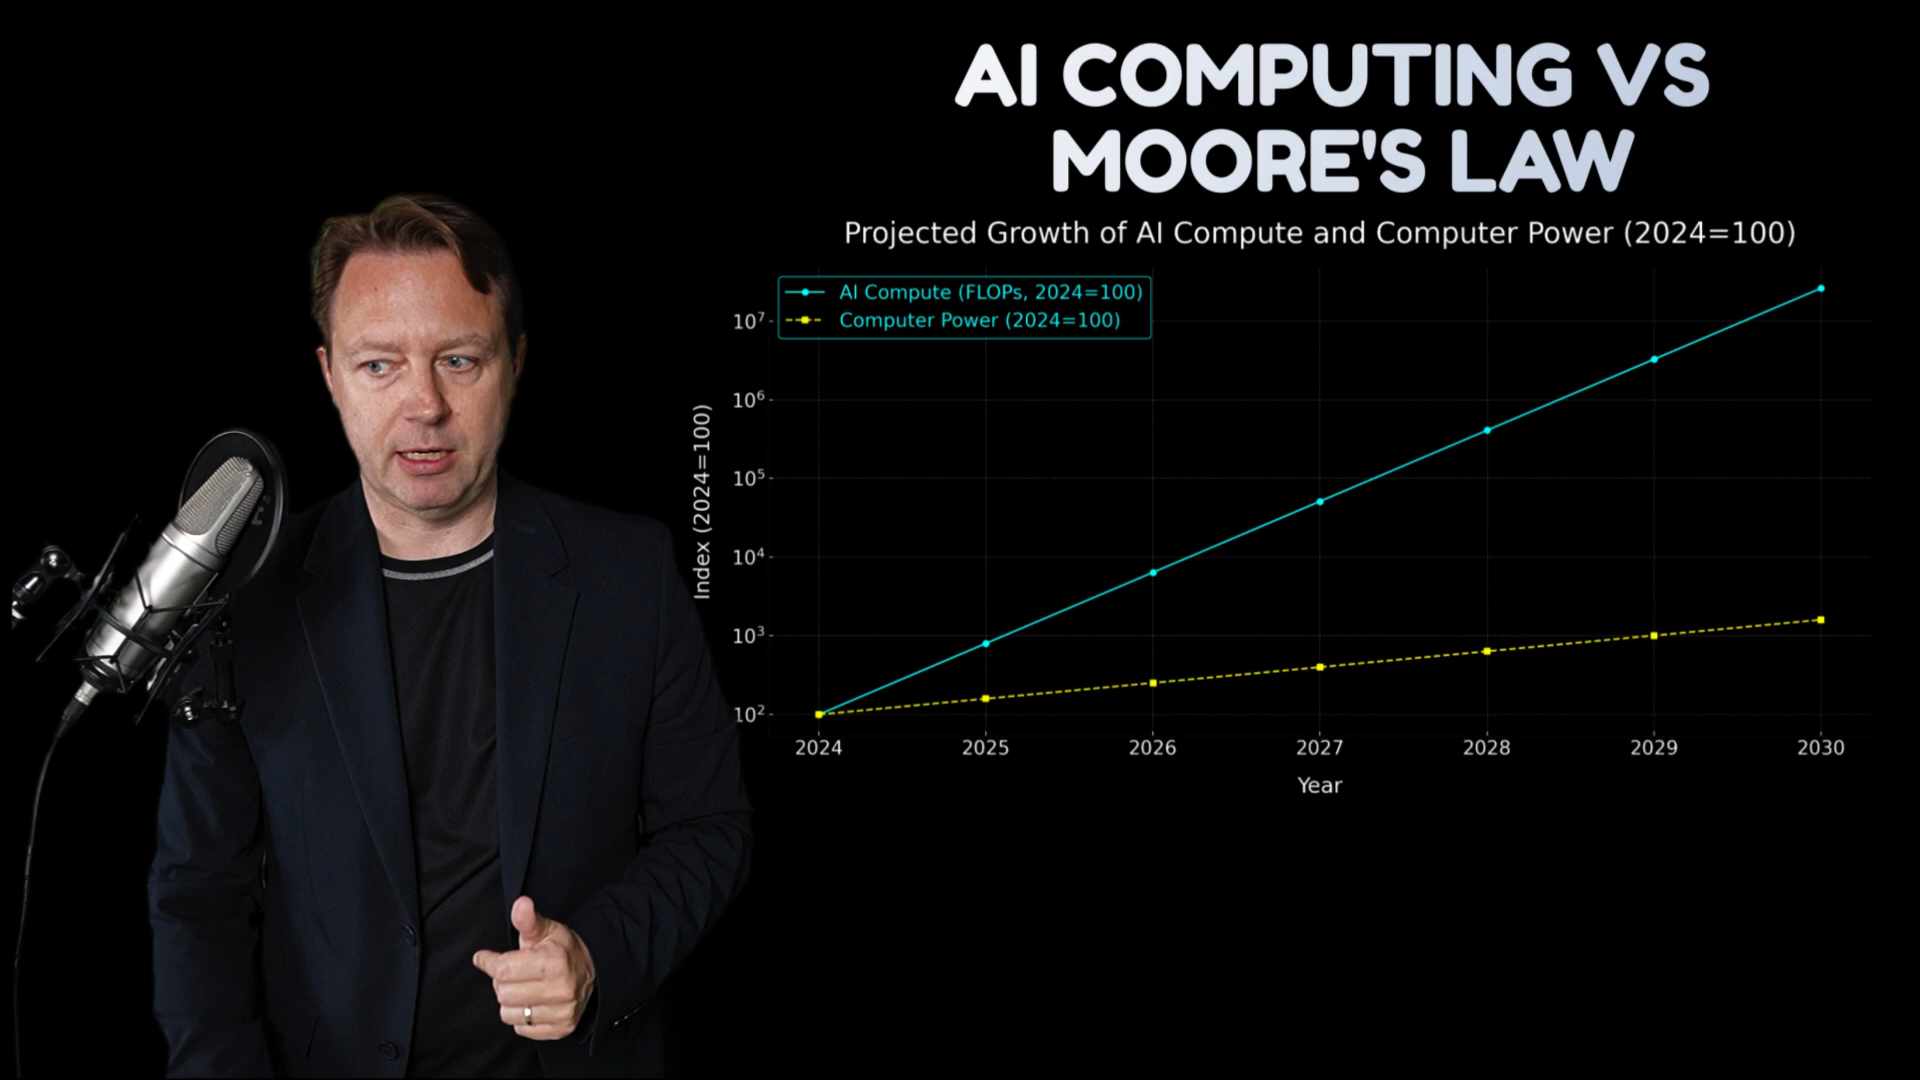 AI COMPUTING VS
MOORE'S LAW
Projected Growth of AI Compute and Computer Power (2024=100)
AI Compute (FLOPs, 2024=100)
Computer Power (2024=100)
Index (2024=100)
10⁷
10⁶
10⁵
10⁴
10³
10²
2024 2025 2026 2027 2028 2029 2030
Year